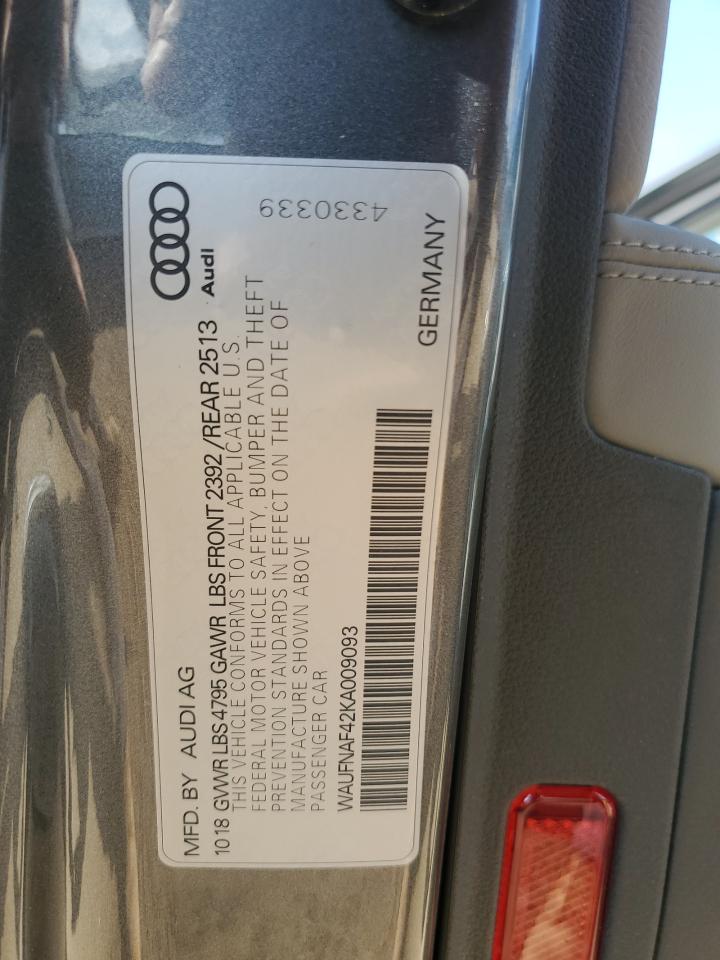 MFD. BY AUDI AG
Audi
1018 GVWR LBS 4795 GAWR LBS FRONT 2392 /REAR 2513
THIS VEHICLE CONFORMS TO ALL APPLICABLE U.S.
FEDERAL MOTOR VEHICLE SAFETY, BUMPER AND THEFT
PREVENTION STANDARDS IN EFFECT ON THE DATE OF
MANUFACTURE SHOWN ABOVE
PASSENGER CAR
WAUFNAF42KA009093
GERMANY
4330339